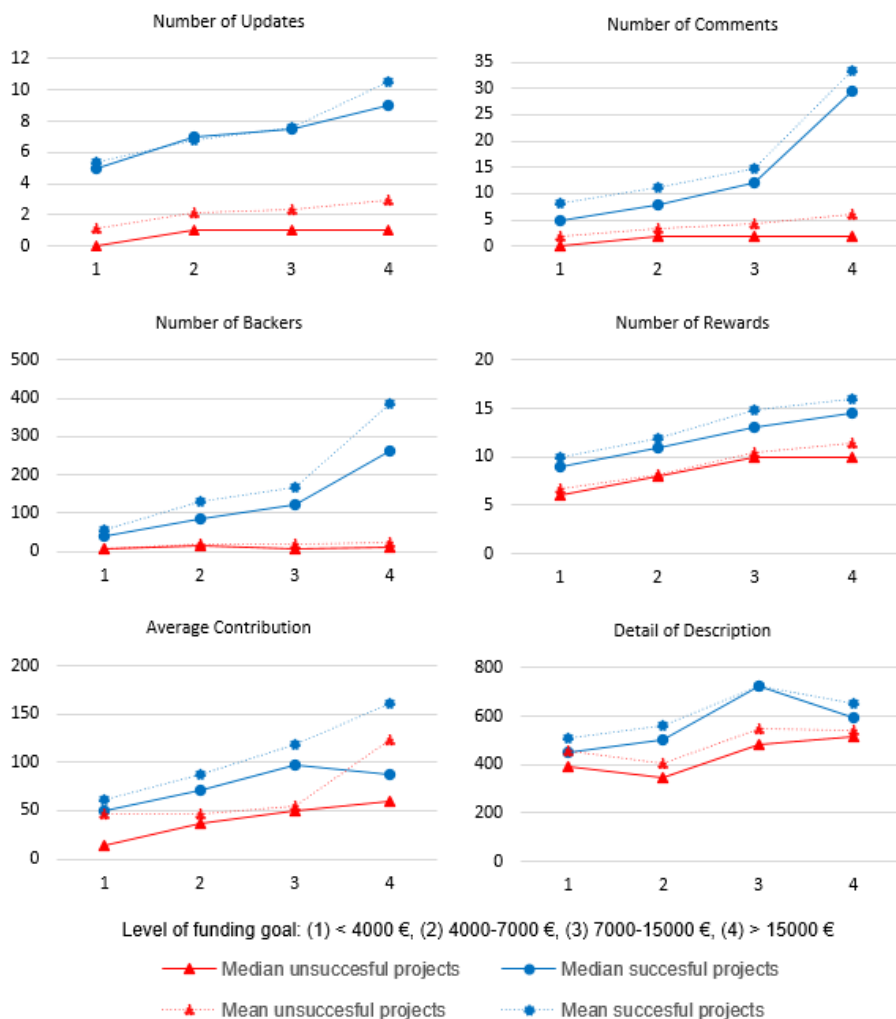 Number of Updates
12
10
8
6
4
2
0
1 2 3 4
Number of Comments
35
30
25
20
15
10
5
0
1 2 3 4
Number of Backers
500
400
300
200
100
0
1 2 3 4
Number of Rewards
20
15
10
5
0
1 2 3 4
Average Contribution
200
150
100
50
0
1 2 3 4
Detail of Description
800
600
400
200
0
1 2 3 4
Level of funding goal: (1) < 4000 €, (2) 4000-7000 €, (3) 7000-15000 €, (4) > 15000 €
Median unsuccesful projects Median succesful projects
Mean unsuccesful projects Mean succesful projects